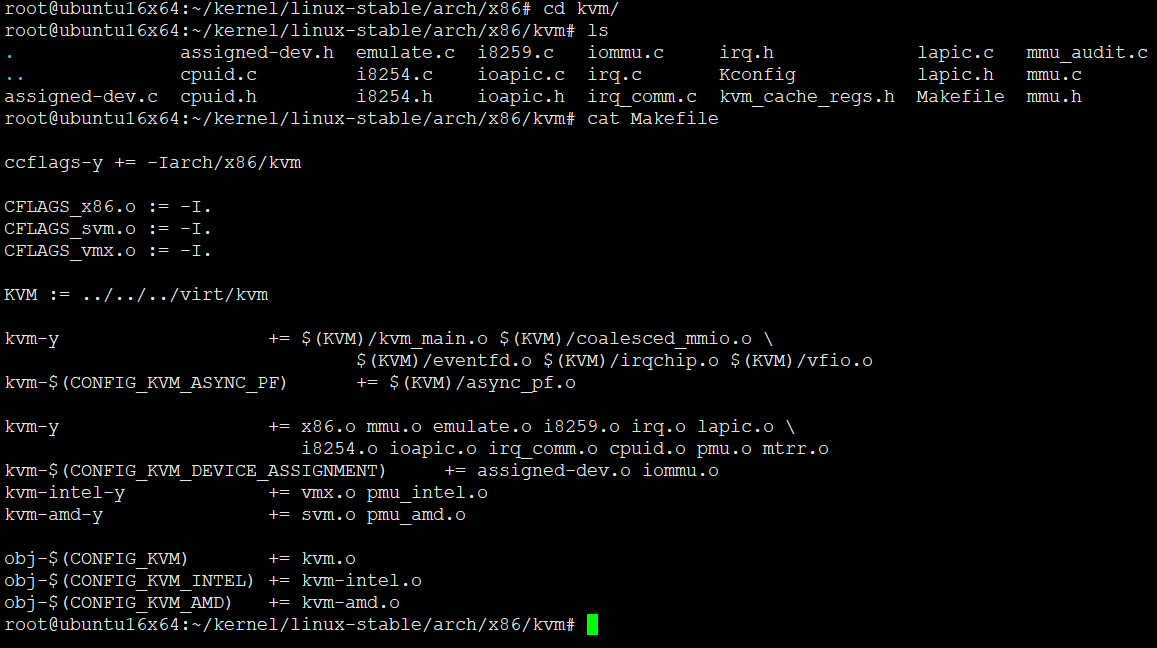 root@ubuntu16x64:~/kernel/linux-stable/arch/x86# cd kvm/
root@ubuntu16x64:~/kernel/linux-stable/arch/x86/kvm# ls
.               assigned-dev.h  emulate.c  i8259.c   iommu.c     irq.h             lapic.c   mmu_audit.c
..              cpuid.c         i8254.c    ioapic.c  irq.c       Kconfig           lapic.h   mmu.c
assigned-dev.c  cpuid.h         i8254.h    ioapic.h  irq_comm.c  kvm_cache_regs.h  Makefile  mmu.h
root@ubuntu16x64:~/kernel/linux-stable/arch/x86/kvm# cat Makefile
ccflags-y += -Iarch/x86/kvm
CFLAGS_x86.o := -I.
CFLAGS_svm.o := -I.
CFLAGS_vmx.o := -I.
KVM := ../../../virt/kvm
kvm-y                   += $(KVM)/kvm_main.o $(KVM)/coalesced_mmio.o \
                                $(KVM)/eventfd.o $(KVM)/irqchip.o $(KVM)/vfio.o
kvm-$(CONFIG_KVM_ASYNC_PF)      += $(KVM)/async_pf.o
kvm-y                   += x86.o mmu.o emulate.o i8259.o irq.o lapic.o \
                           i8254.o ioapic.o irq_comm.o cpuid.o pmu.o mtrr.o
kvm-$(CONFIG_KVM_DEVICE_ASSIGNMENT)     += assigned-dev.o iommu.o
kvm-intel-y             += vmx.o pmu_intel.o
kvm-amd-y               += svm.o pmu_amd.o
obj-$(CONFIG_KVM)       += kvm.o
obj-$(CONFIG_KVM_INTEL) += kvm-intel.o
obj-$(CONFIG_KVM_AMD)   += kvm-amd.o
root@ubuntu16x64:~/kernel/linux-stable/arch/x86/kvm#